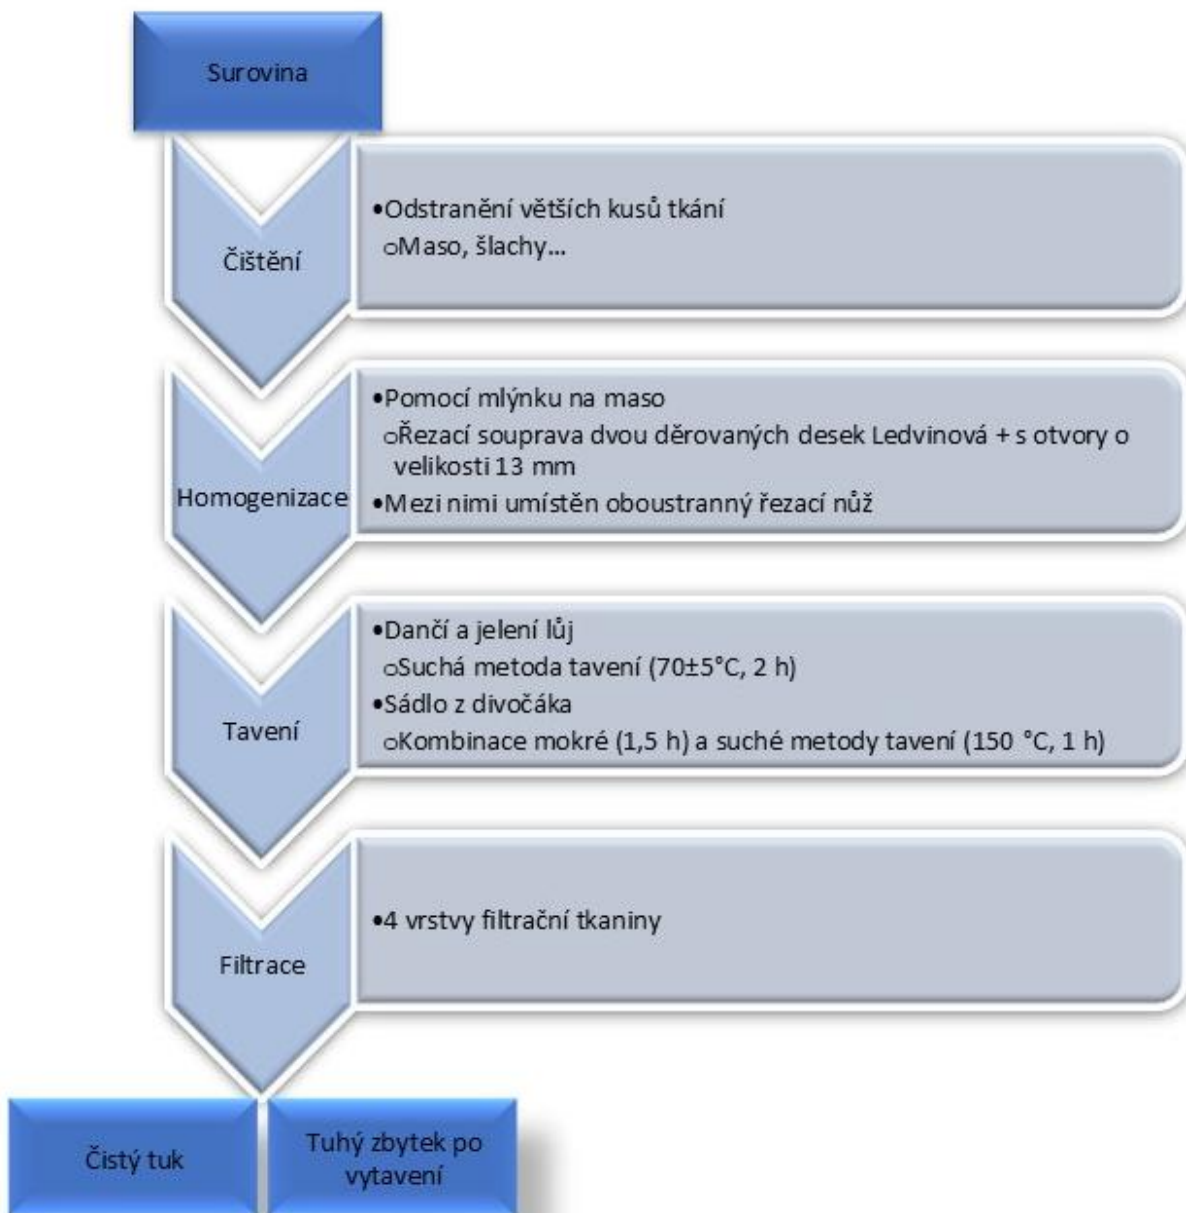 Surovina
Čištění
•Odstranění větších kusů tkání
oMaso, šlachy...
Homogenizace
•Pomocí mlýnku na maso
oŘezací souprava dvou děrovaných desek Ledvinová + s otvory o
velikosti 13 mm
•Mezi nimi umístěn oboustranný řezací nůž
Tavení
•Dančí a jelení lůj
oSuchá metoda tavení (70±5°C, 2 h)
•Sádlo z divočáka
oKombinace mokré (1,5 h) a suché metody tavení (150 °C, 1 h)
Filtrace
•4 vrstvy filtrační tkaniny
Čistý tuk
Tuhý zbytek po
vytavení